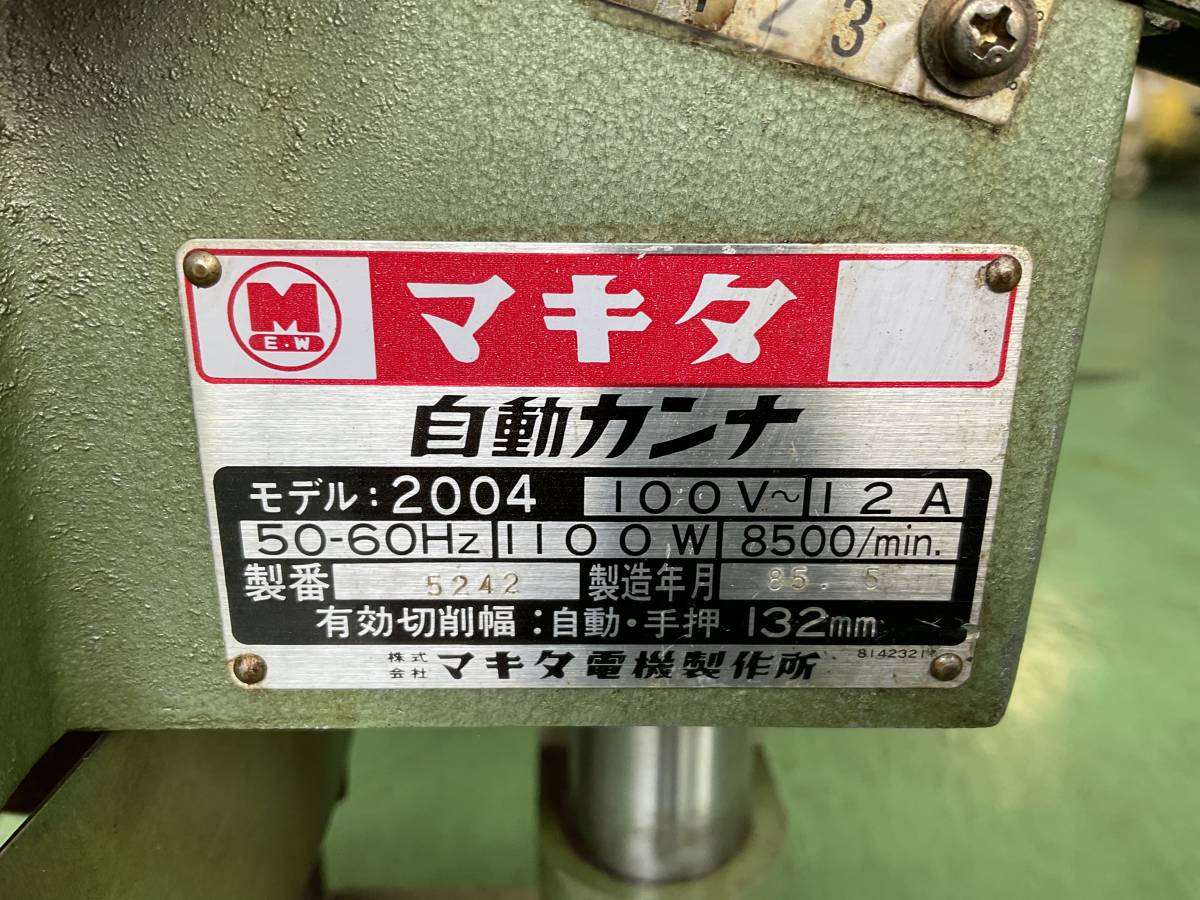 2 3
M
E・W
マキタ
自動カンナ
モデル:2004 100V~ 12A
50-60Hz 1100W 8500/min.
製番 5242 製造年月 85.5
有効切削幅:自動・手押 132mm
株式会社 マキタ電機製作所